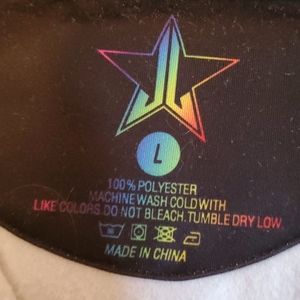 L
100% POLYESTER
MACHINE WASH COLD WITH
LIKE COLORS DO NOT BLEACH. TUMBLE DRY LOW.
MADE IN CHINA